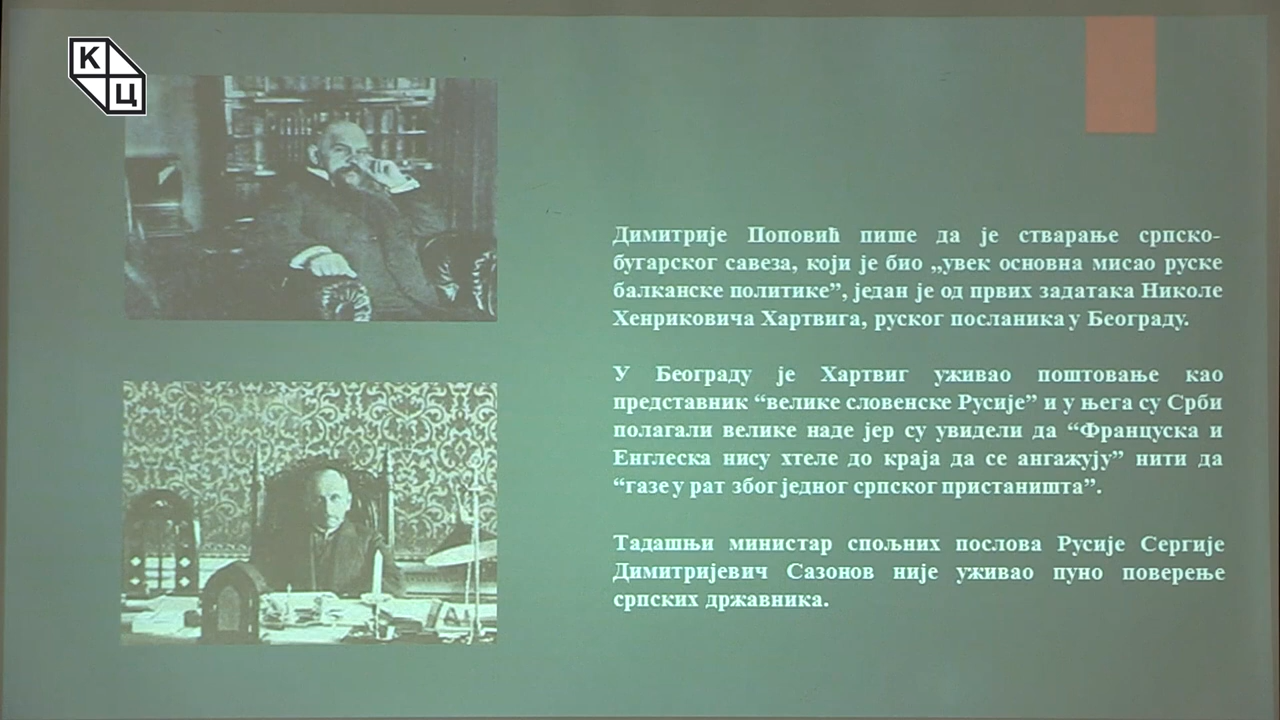 К
Ц
Димитрије Поповић пише да је стварање српско-
бугарског савеза, који је био „увек основна мисао руске
балканске политике”, један је од првих задатака Николе
Хенриковича Хартвига, руског посланика у Београду.
У Београду је Хартвиг уживао поштовање као
представник “велике словенске Русије” и у њега су Срби
полагали велике наде јер су увидели да “Француска и
Енглеска нису хтеле до краја да се ангажују” нити да
“газе у рат због једног српског пристаништа”.
Тадашњи министар спољних послова Русије Сергије
Димитријевич Сазонов није уживао пуно поверење
српских државника.